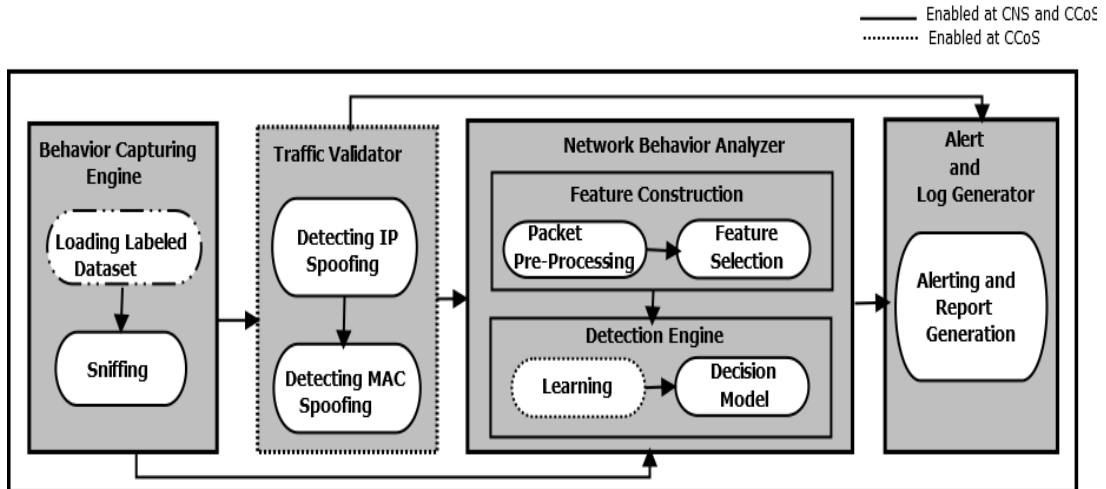 Enabled at CNS and CCoS
Enabled at CCoS
Behavior Capturing
Engine
Loading Labeled
Dataset
Sniffing
Traffic Validator
Detecting IP
Spoofing
Detecting MAC
Spoofing
Network Behavior Analyzer
Feature Construction
Packet
Pre-Processing
Feature
Selection
Detection Engine
Learning
Decision
Model
Alert
and
Log Generator
Alerting and
Report
Generation